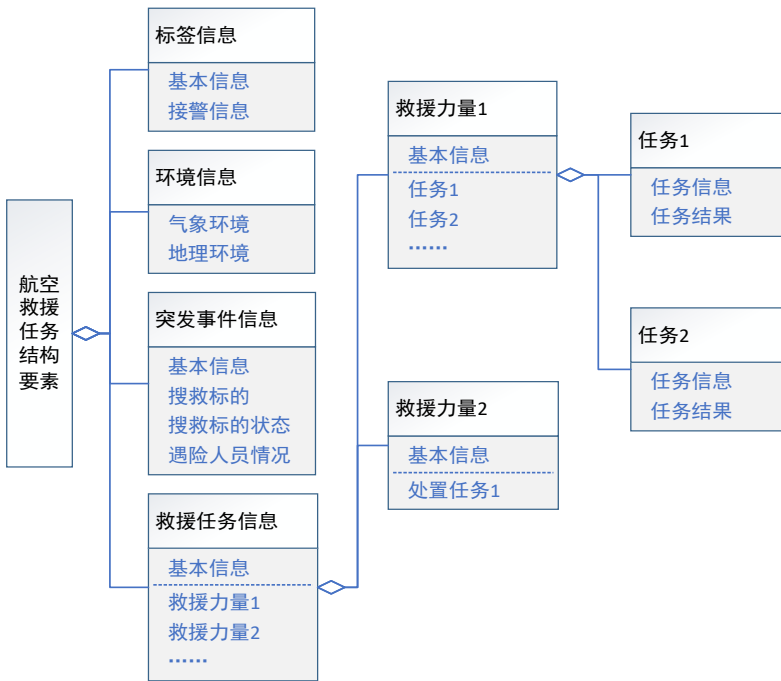 航空
救援
任务
结构
要素
标签信息
基本信息
接警信息
环境信息
气象环境
地理环境
突发事件信息
基本信息
搜救标的
搜救标的状态
遇险人员情况
救援任务信息
基本信息
救援力量1
救援力量2
······
救援力量1
基本信息
任务1
任务2
······
救援力量2
基本信息
处置任务1
任务1
任务信息
任务结果
任务2
任务信息
任务结果